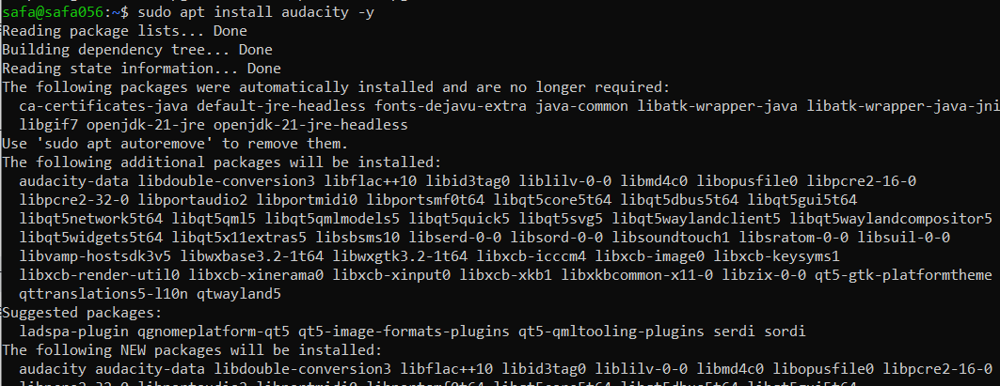 safa@safa056:~$ sudo apt install audacity -y
Reading package lists... Done
Building dependency tree... Done
Reading state information... Done
The following packages were automatically installed and are no longer required:
  ca-certificates-java default-jre-headless fonts-dejavu-extra java-common libatk-wrapper-java libatk-wrapper-java-jni
  libgif7 openjdk-21-jre openjdk-21-jre-headless
Use 'sudo apt autoremove' to remove them.
The following additional packages will be installed:
  audacity-data libdouble-conversion3 libflac++10 libid3tag0 liblilv-0-0 libmd4c0 libopusfile0 libpcre2-16-0
  libpcre2-32-0 libportaudio2 libportmidi0 libportsmf0t64 libqt5core5t64 libqt5dbus5t64 libqt5gui5t64
  libqt5network5t64 libqt5qml5 libqt5qmlmodels5 libqt5quick5 libqt5svg5 libqt5waylandclient5 libqt5waylandcompositor5
  libqt5widgets5t64 libqt5x11extras5 libsbsms10 libserd-0-0 libsord-0-0 libsoundtouch1 libsratom-0-0 libsuil-0-0
  libvamp-hostsdk3v5 libwxbase3.2-1t64 libwxgtk3.2-1t64 libxcb-icccm4 libxcb-image0 libxcb-keysyms1
  libxcb-render-util0 libxcb-xinerama0 libxcb-xinput0 libxcb-xkb1 libxkbcommon-x11-0 libzix-0-0 qt5-gtk-platformtheme
  qttranslations5-l10n qtwayland5
Suggested packages:
  ladspa-plugin qgnomeplatform-qt5 qt5-image-formats-plugins qt5-qmltooling-plugins serdi sordi
The following NEW packages will be installed:
  audacity audacity-data libdouble-conversion3 libflac++10 libid3tag0 liblilv-0-0 libmd4c0 libopusfile0 libpcre2-16-0